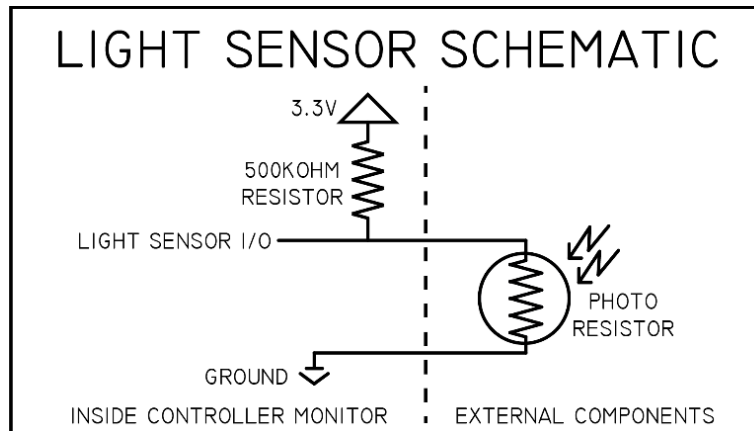 LIGHT SENSOR SCHEMATIC
3.3V
500KOHM
RESISTOR
LIGHT SENSOR I/O
PHOTO
RESISTOR
GROUND
INSIDE CONTROLLER MONITOR
EXTERNAL COMPONENTS